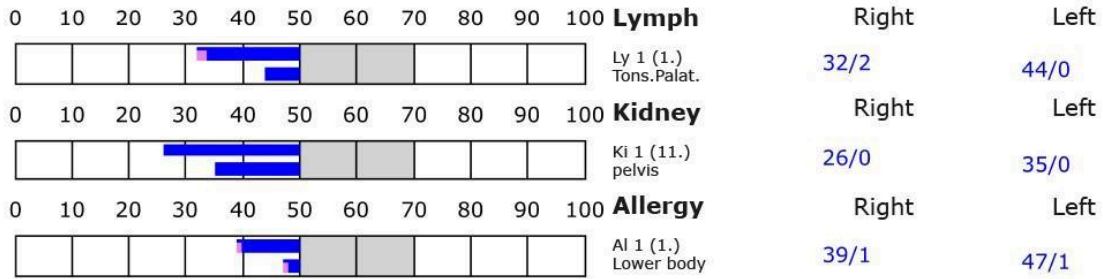 0 10 20 30 40 50 60 70 80 90 100 Lymph Right Left
Ly 1 (1.) 32/2 44/0
Tons.Palat.
0 10 20 30 40 50 60 70 80 90 100 Kidney Right Left
Ki 1 (11.) 26/0 35/0
pelvis
0 10 20 30 40 50 60 70 80 90 100 Allergy Right Left
Al 1 (1.) 39/1 47/1
Lower body